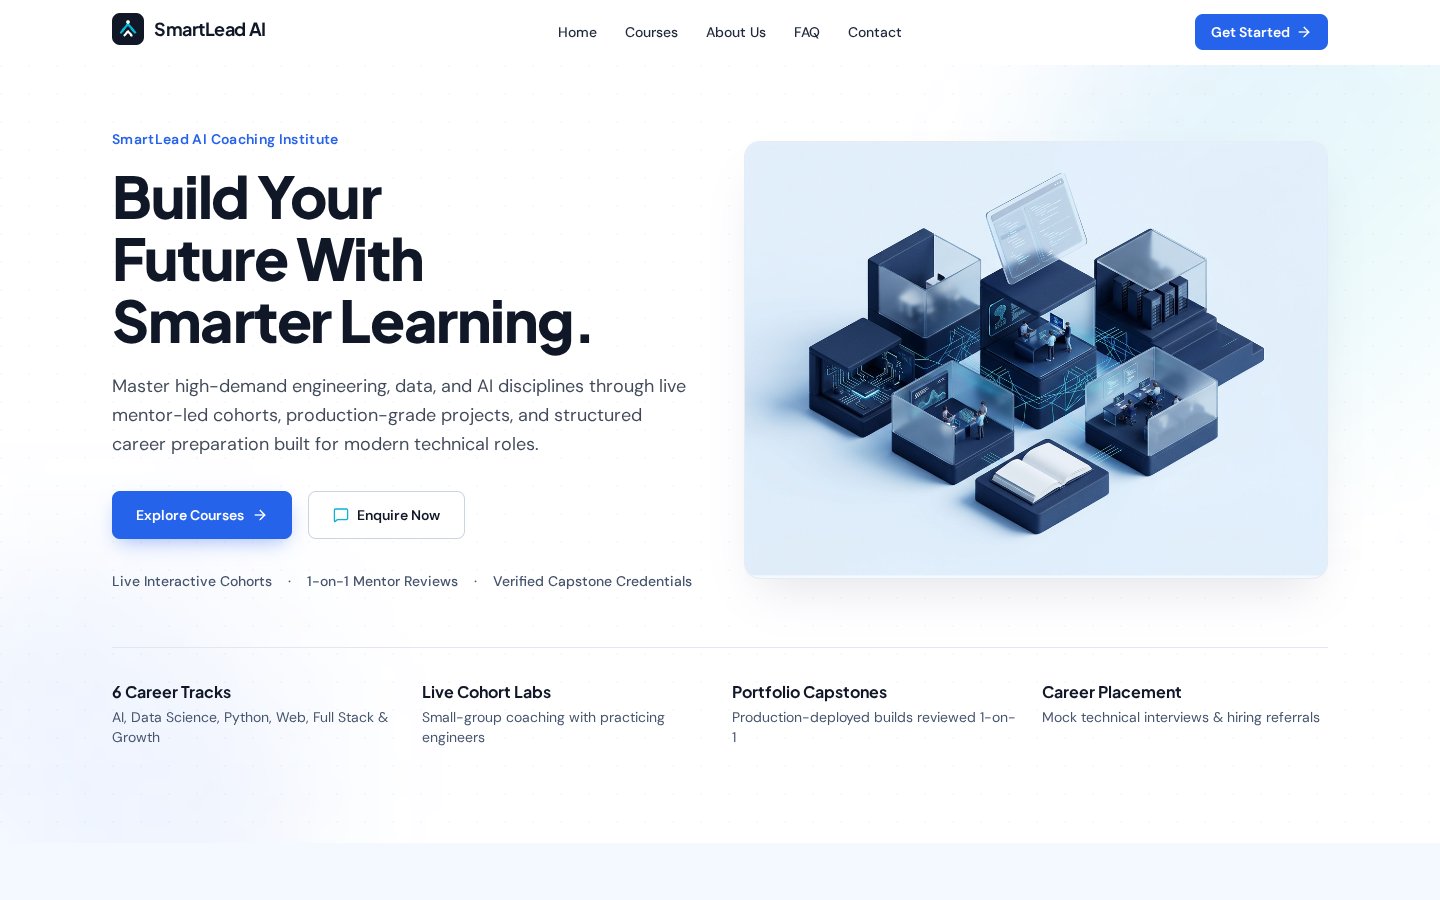 SmartLead AI
Home
Courses
About Us
FAQ
Contact
Get Started
SmartLead AI Coaching Institute
Build Your
Future With
Smarter Learning.
Master high-demand engineering, data, and AI disciplines through live
mentor-led cohorts, production-grade projects, and structured
career preparation built for modern technical roles.
Explore Courses
Enquire Now
Live Interactive Cohorts · 1-on-1 Mentor Reviews · Verified Capstone Credentials
6 Career Tracks
AI, Data Science, Python, Web, Full Stack &
Growth
Live Cohort Labs
Small-group coaching with practicing
engineers
Portfolio Capstones
Production-deployed builds reviewed 1-on-
1
Career Placement
Mock technical interviews & hiring referrals